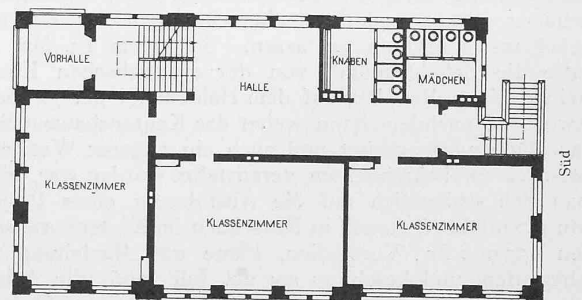 VORHALLE
HALLE
KNABEN
MÄDCHEN
KLASSENZIMMER
KLASSENZIMMER
KLASSENZIMMER
Süd